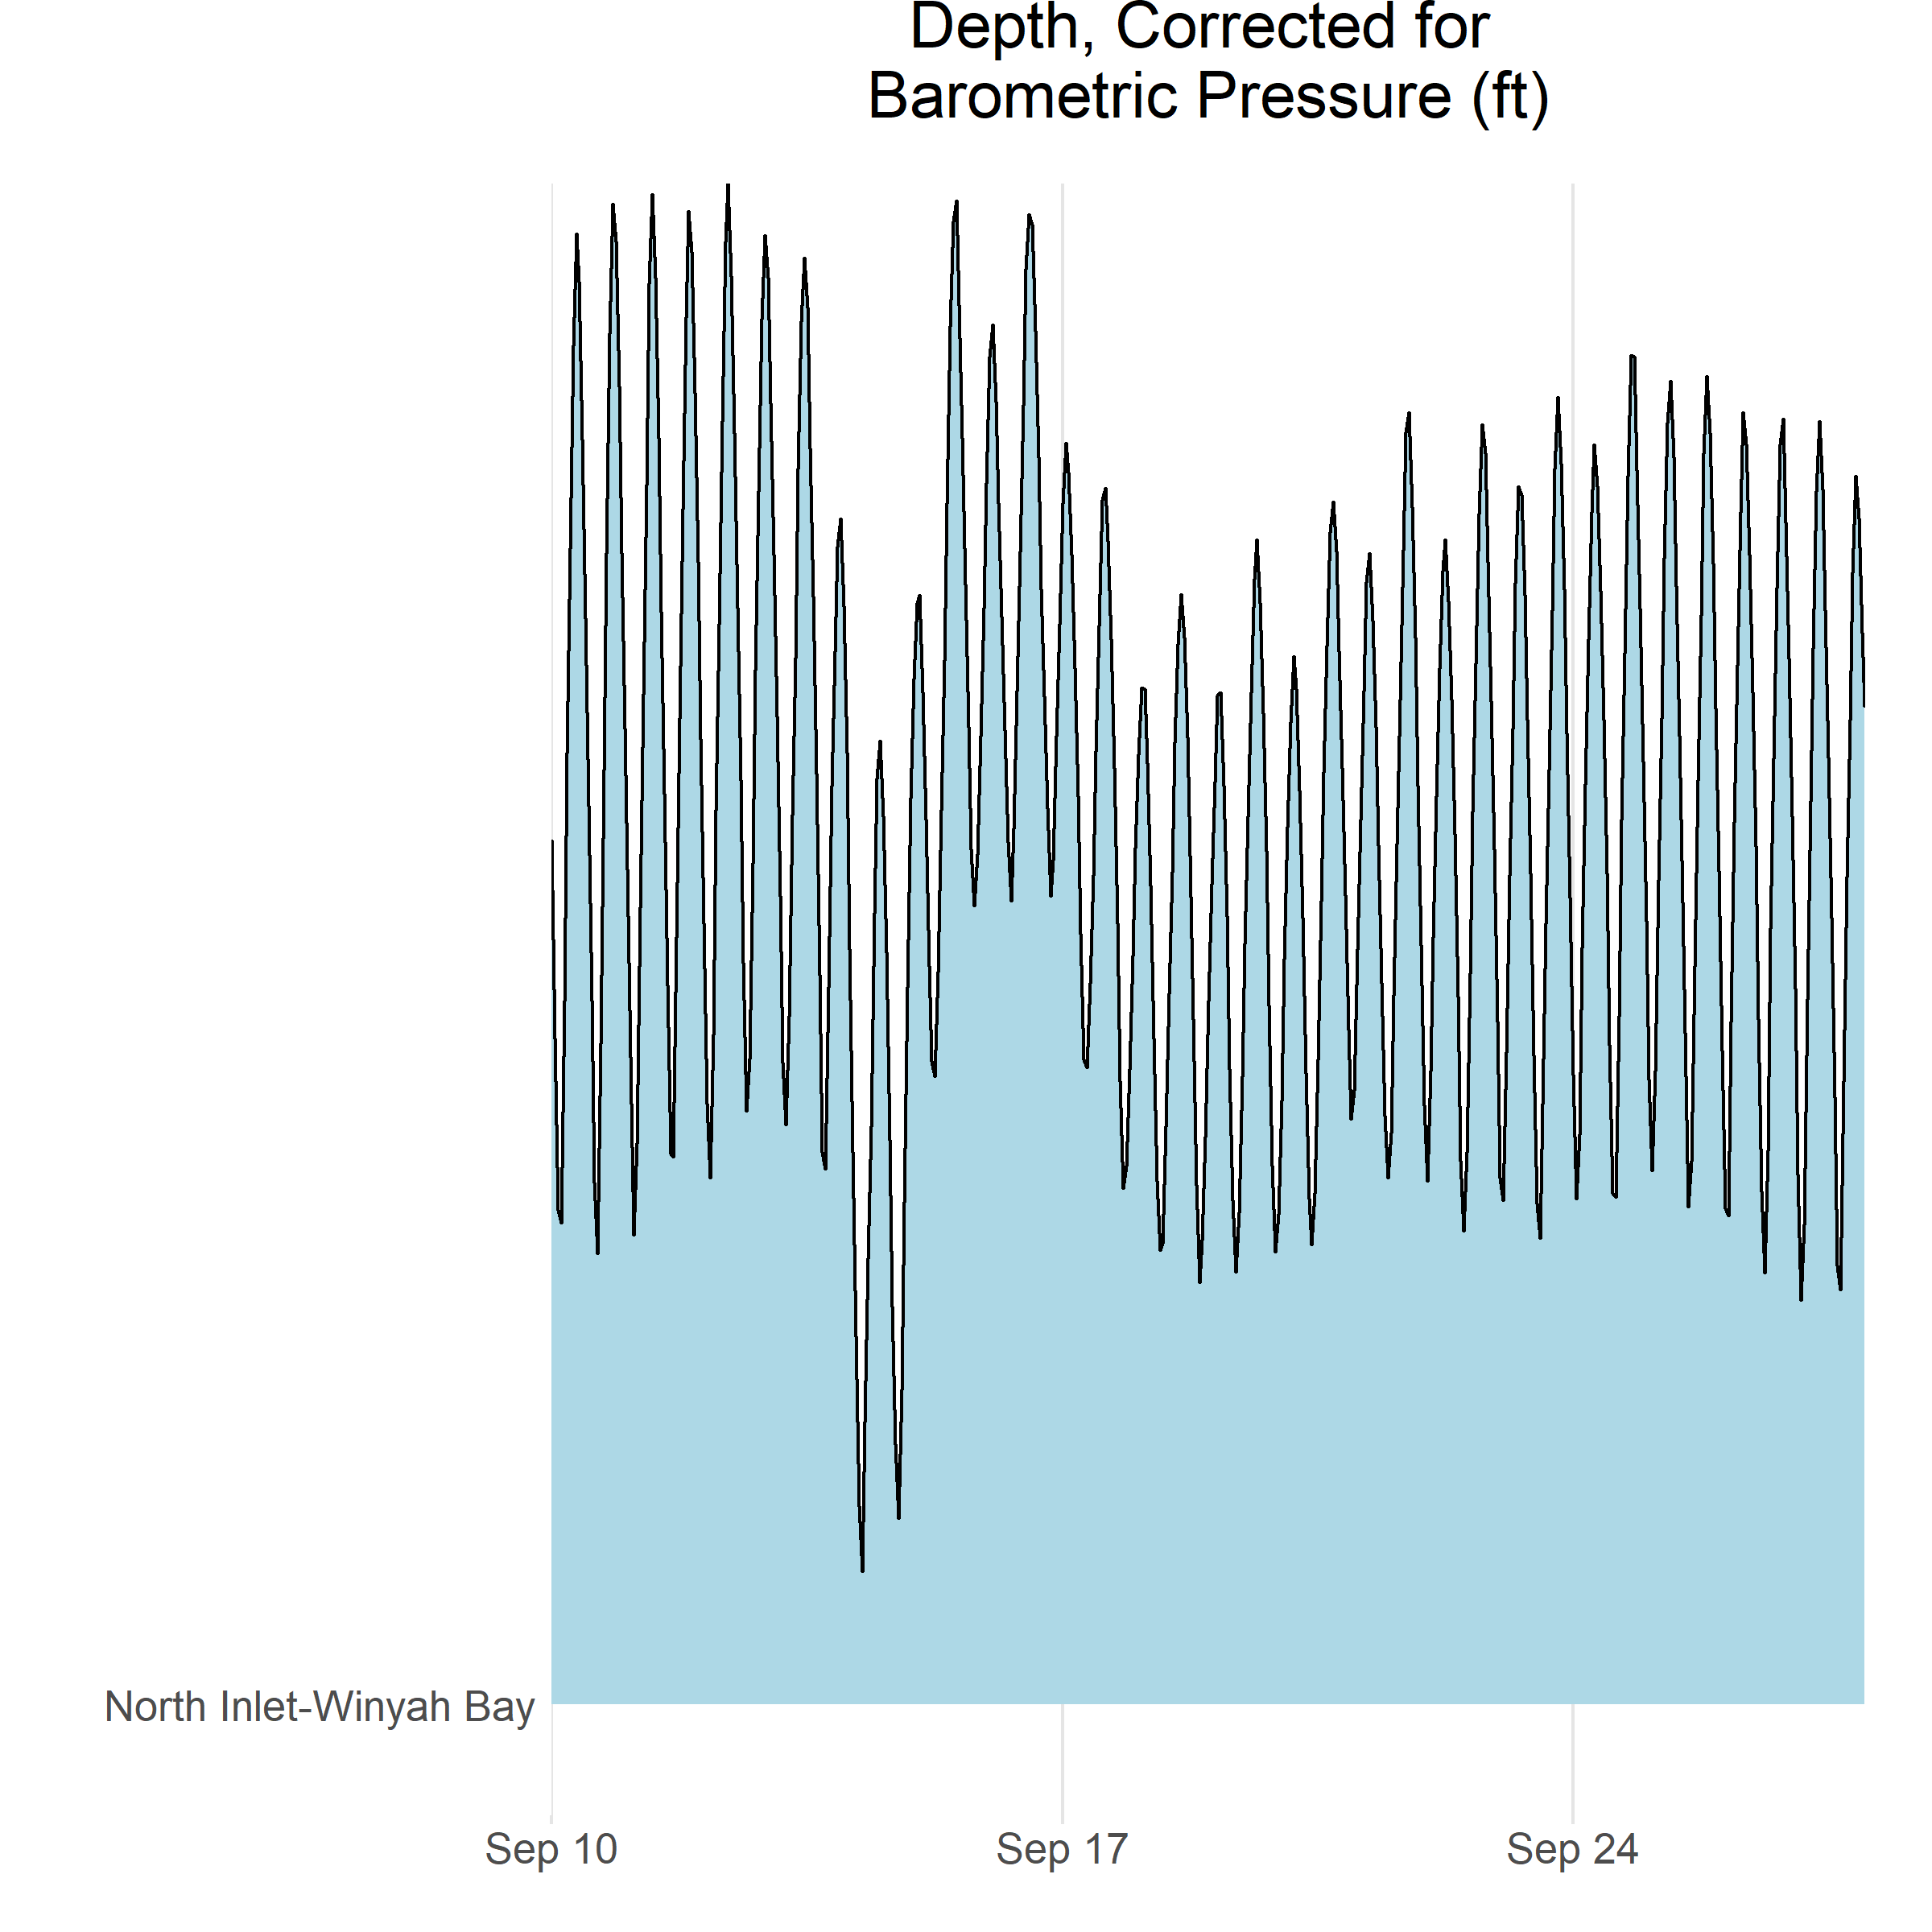 Depth, Corrected for
Barometric Pressure (ft)
North Inlet-Winyah Bay
Sep 10
Sep 17
Sep 24